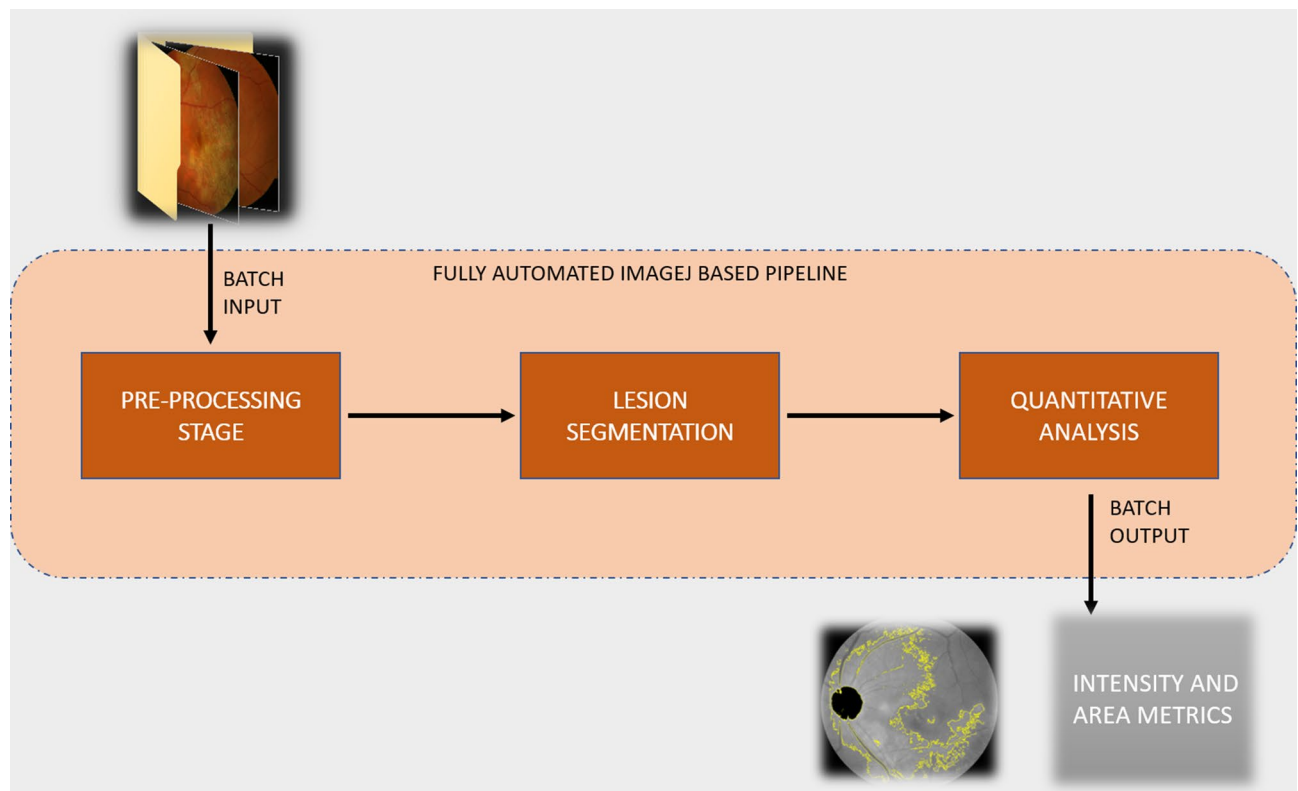 FULLY AUTOMATED IMAGEJ BASED PIPELINE
BATCH
INPUT
PRE-PROCESSING
STAGE
LESION
SEGMENTATION
QUANTITATIVE
ANALYSIS
BATCH
OUTPUT
INTENSITY AND
AREA METRICS